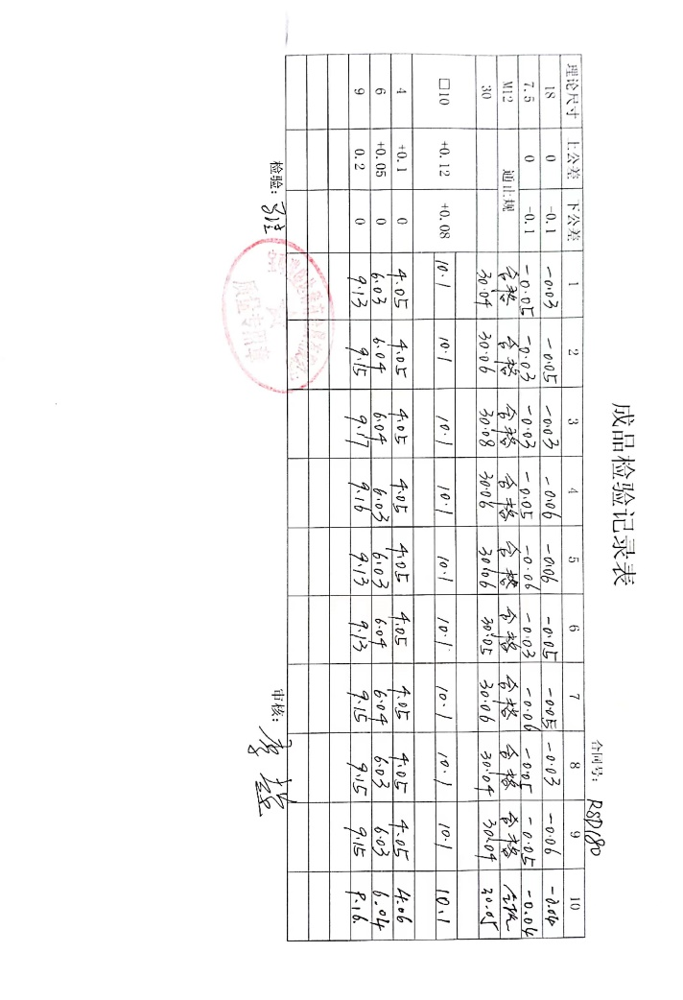 成品检验记录表
合同号： RSD180
理论尺寸 上公差 下公差 1 2 3 4 5 6 7 8 9 10
18 0 -0.1 -0.03 -0.05 -0.03 -0.06 -0.06 -0.05 -0.05 -0.03 -0.06 -0.04
7.5 0 -0.1 -0.05 -0.03 -0.03 -0.05 -0.06 -0.03 -0.06 -0.05 -0.05 -0.04
M12 通止规 合格 合格 合格 合格 合格 合格 合格 合格 合格 合格
30 30.04 30.06 30.08 30.06 30.06 30.05 30.06 30.04 30.04 30.05
□10 +0.12 +0.08 10.1 10.1 10.1 10.1 10.1 10.1 10.1 10.1 10.1 10.1
4 +0.1 0 4.05 4.05 4.05 4.05 4.05 4.05 4.05 4.05 4.05 4.06
6 +0.05 0 6.03 6.04 6.04 6.03 6.03 6.04 6.04 6.03 6.03 6.04
9 0.2 0 9.13 9.15 9.17 9.16 9.13 9.13 9.15 9.15 9.15 9.16
检验： 审核：
质检专用章